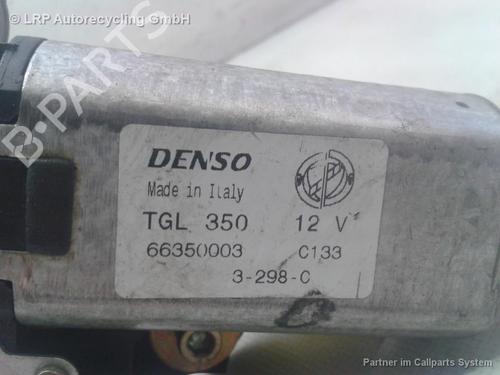 © LRP Autorecycling GmbH
B-PARTS
DENSO
Made in Italy
TGL 350 12 V
66350003 C133
3-298-C
Partner im Callparts System